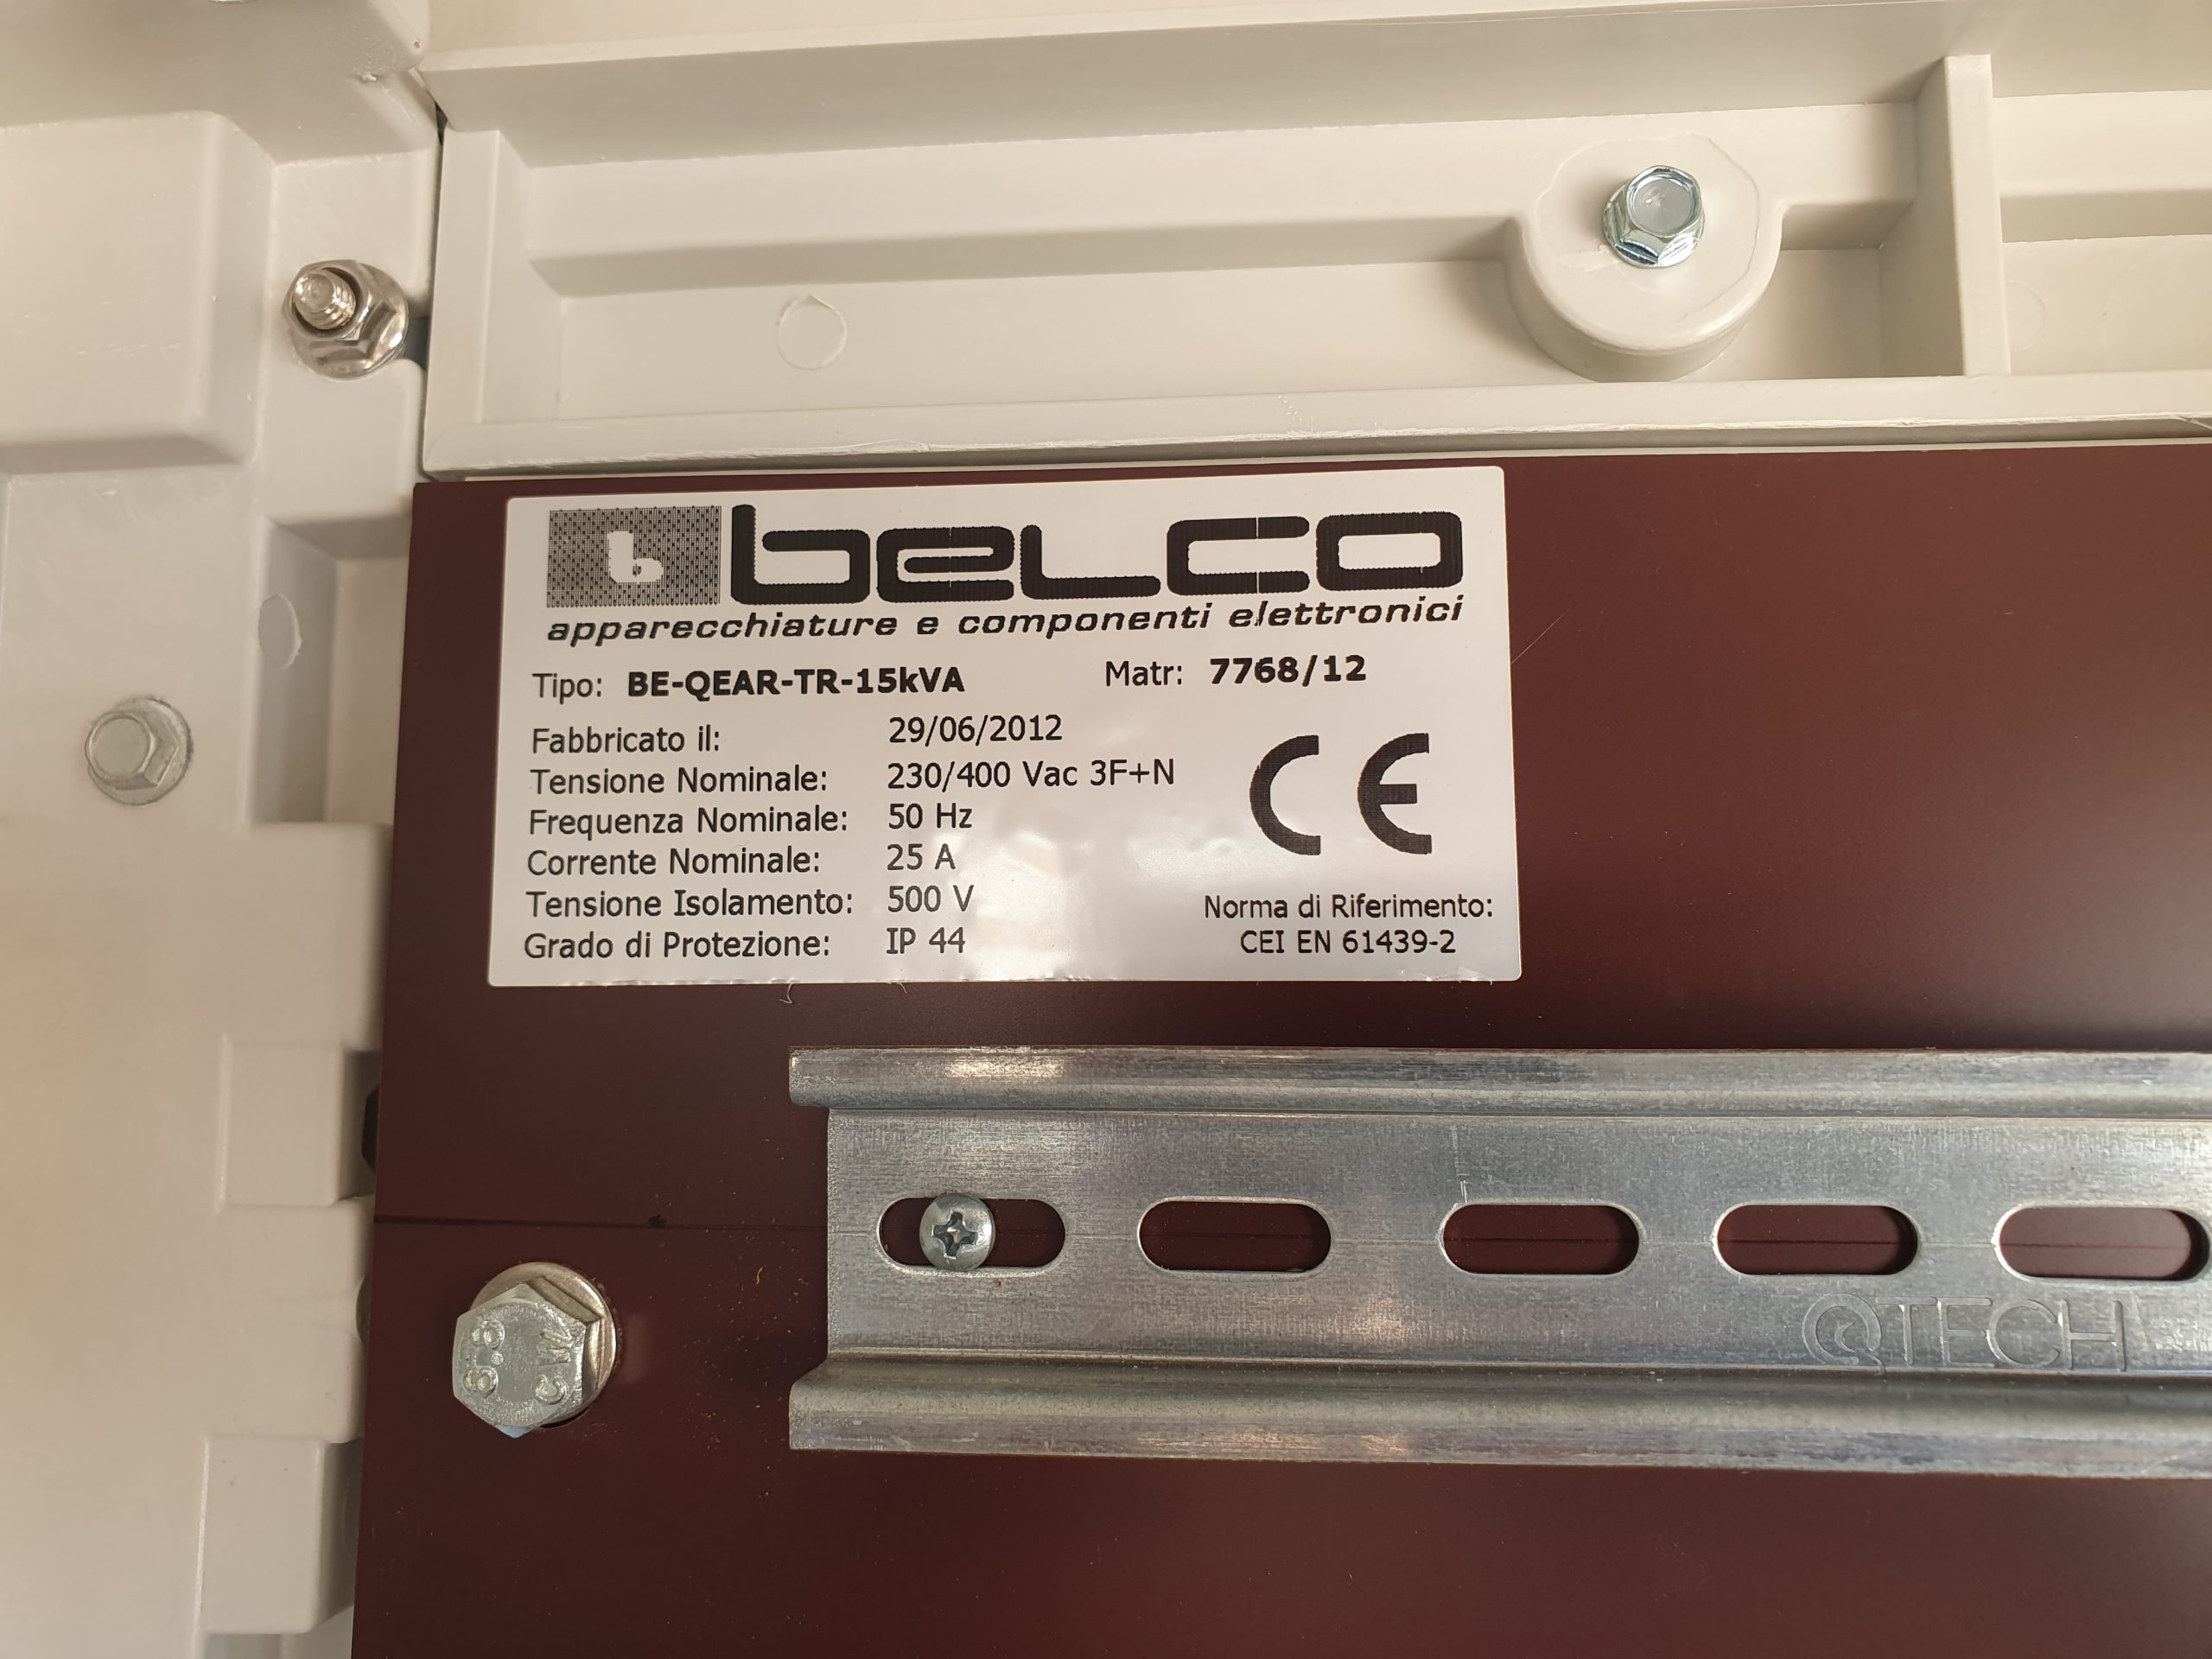 b belco
apparecchiature e componenti elettronici
Tipo: BE-QEAR-TR-15kVA Matr: 7768/12
Fabbricato il: 29/06/2012
Tensione Nominale: 230/400 Vac 3F+N
Frequenza Nominale: 50 Hz
Corrente Nominale: 25 A
Tensione Isolamento: 500 V
Grado di Protezione: IP 44
CE
Norma di Riferimento:
CEI EN 61439-2
QTECH
8.8